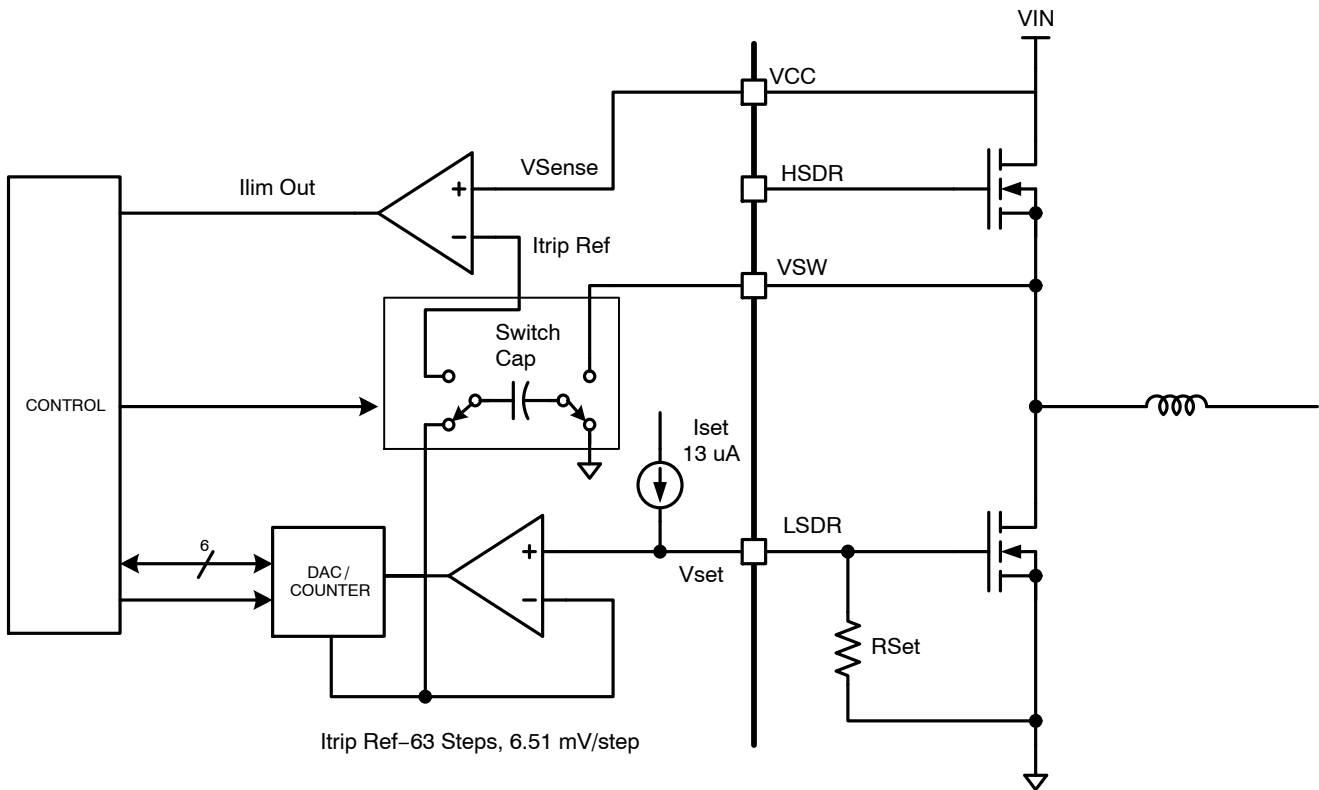 VIN
VCC
VSense
HSDR
Ilim Out
+
−
Itrip Ref
VSW
Switch
Cap
CONTROL
Iset
13 uA
LSDR
6
DAC/
COUNTER
+
−
Vset
RSet
Itrip Ref−63 Steps, 6.51 mV/step